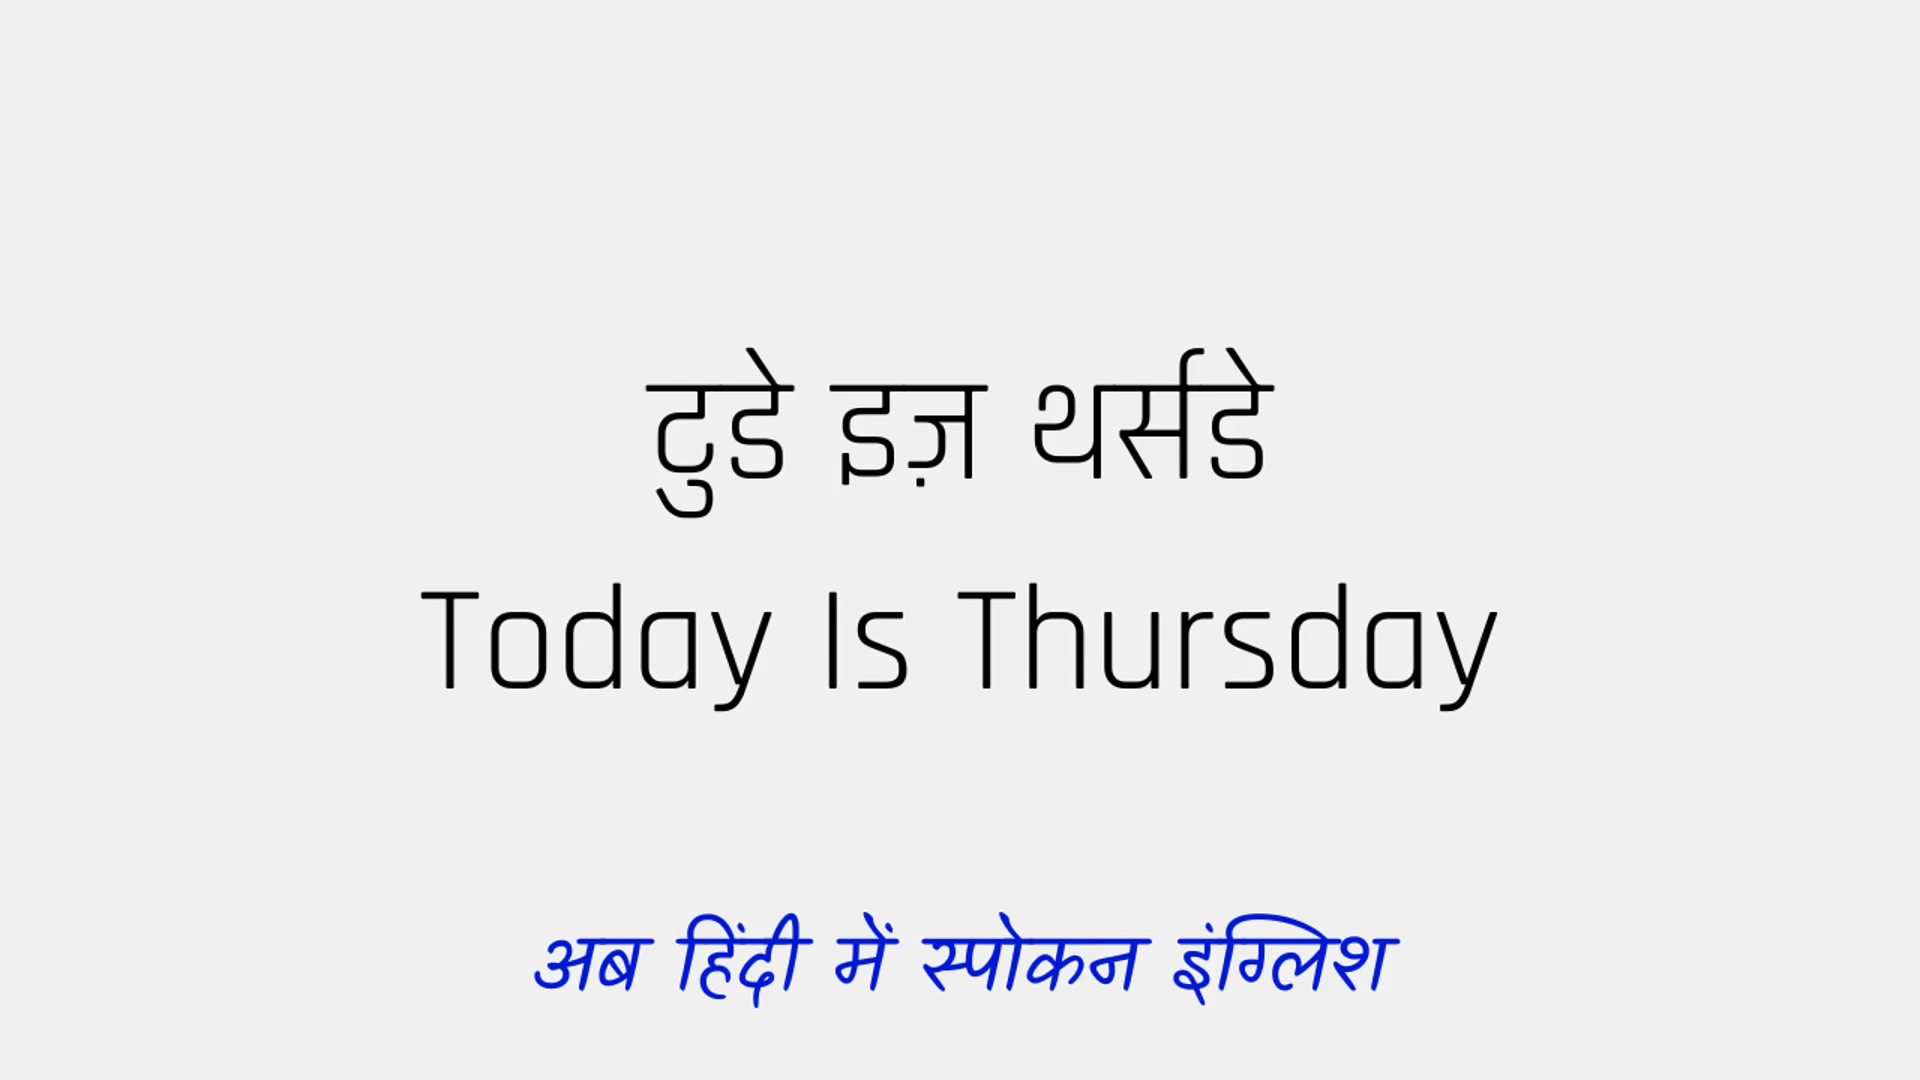 टुडे इज़ थर्सडे
Today Is Thursday
अब हिंदी में स्पोकन इंग्लिश